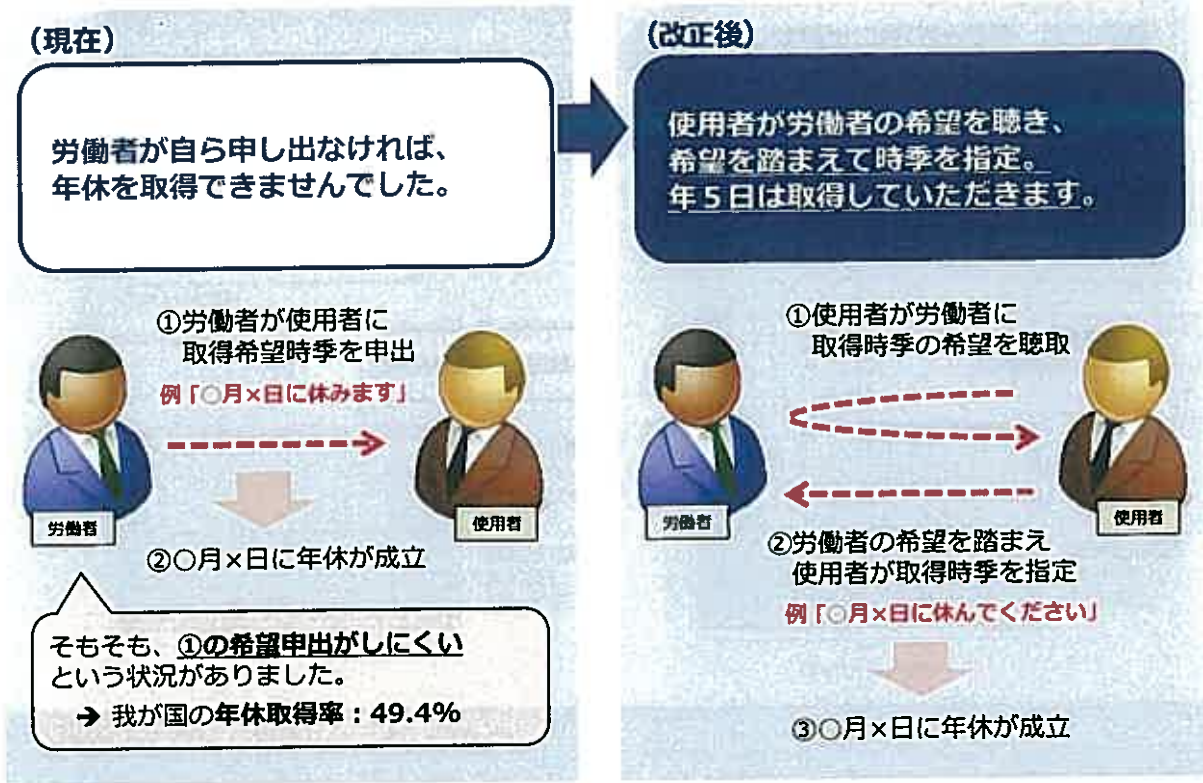 （現在）
労働者が自ら申し出なければ、
年休を取得できませんでした。
①労働者が使用者に
取得希望時季を申出
例「○月×日に休みます」
労働者
使用者
②○月×日に年休が成立
そもそも、①の希望申出がしにくい
という状況がありました。
→ 我が国の年休取得率：49.4%
（改正後）
使用者が労働者の希望を聴き、
希望を踏まえて時季を指定。
年５日は取得していただきます。
①使用者が労働者に
取得時季の希望を聴取
労働者
使用者
②労働者の希望を踏まえ
使用者が取得時季を指定
例「○月×日に休んでください」
③○月×日に年休が成立